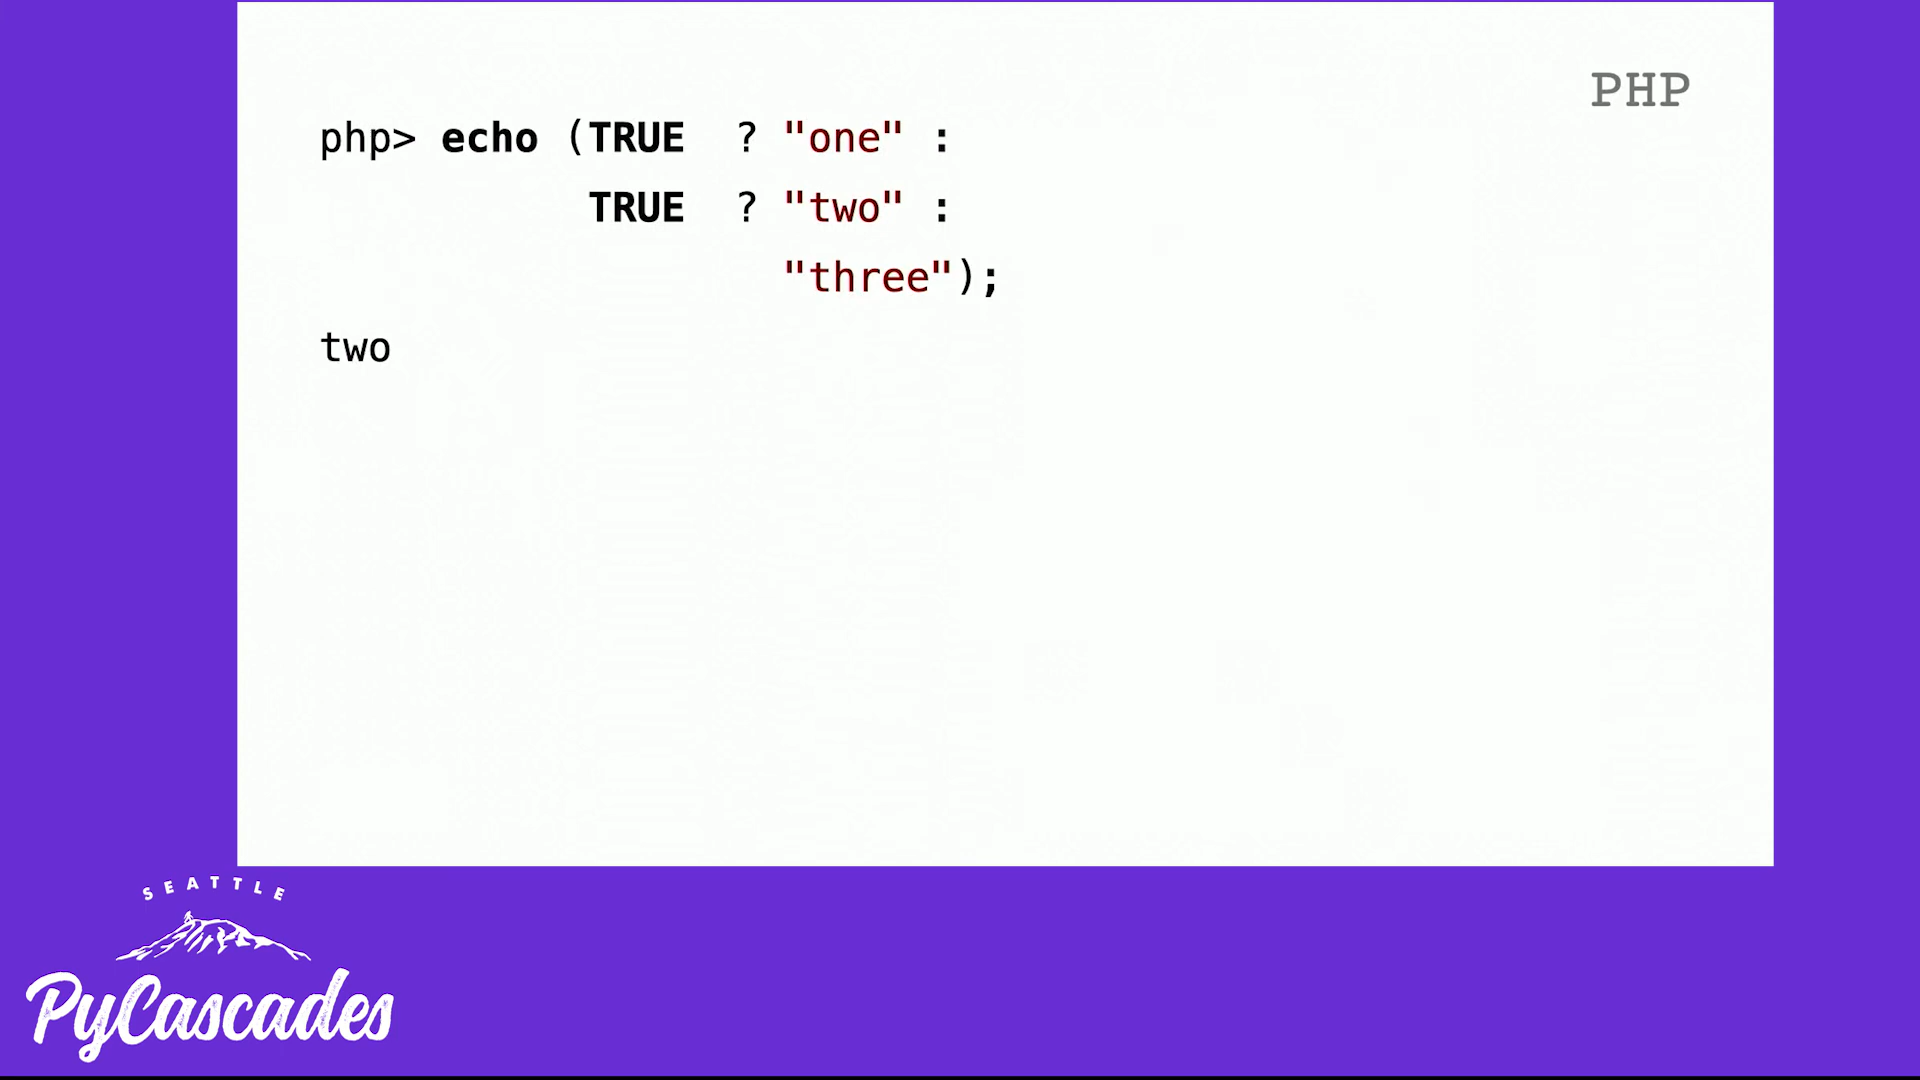 PHP
php> echo (TRUE  ? "one" :
TRUE  ? "two" :
"three");
two
SEATTLE
PyCascades